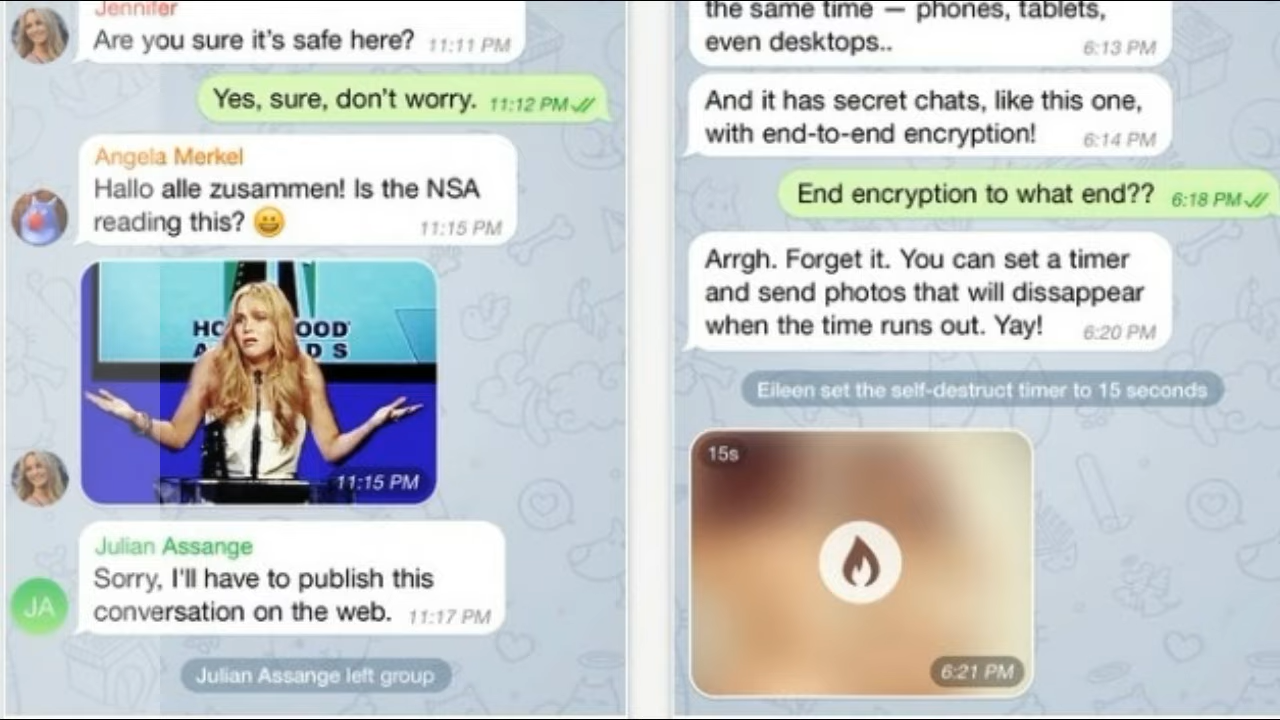 Jennifer
Are you sure it's safe here? 11:11 PM
Yes, sure, don't worry. 11:12 PM
Angela Merkel
Hallo alle zusammen! Is the NSA
reading this? 😀 11:15 PM
HO OOD
A D S
11:15 PM
JA
Julian Assange
Sorry, I'll have to publish this
conversation on the web. 11:17 PM
Julian Assange left group
the same time — phones, tablets,
even desktops.. 6:13 PM
And it has secret chats, like this one,
with end-to-end encryption! 6:14 PM
End encryption to what end?? 6:18 PM
Arrgh. Forget it. You can set a timer
and send photos that will dissappear
when the time runs out. Yay! 6:20 PM
Eileen set the self-destruct timer to 15 seconds
15s
6:21 PM